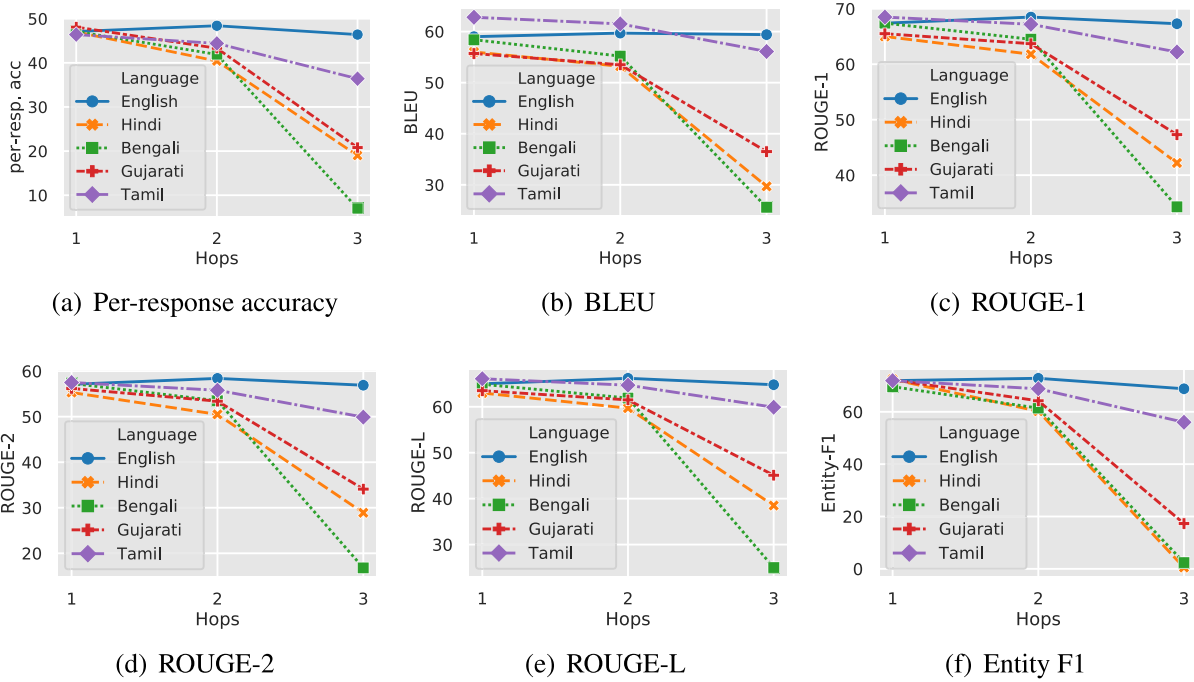 50
40
30
20
10
per-resp. acc
Language
English
Hindi
Bengali
Gujarati
Tamil
1 2 3
Hops
(a) Per-response accuracy
60
50
40
30
BLEU
Language
English
Hindi
Bengali
Gujarati
Tamil
1 2 3
Hops
(b) BLEU
70
60
50
40
ROUGE-1
Language
English
Hindi
Bengali
Gujarati
Tamil
1 2 3
Hops
(c) ROUGE-1
60
50
40
30
20
ROUGE-2
Language
English
Hindi
Bengali
Gujarati
Tamil
1 2 3
Hops
(d) ROUGE-2
60
50
40
30
ROUGE-L
Language
English
Hindi
Bengali
Gujarati
Tamil
1 2 3
Hops
(e) ROUGE-L
60
40
20
0
Entity-F1
Language
English
Hindi
Bengali
Gujarati
Tamil
1 2 3
Hops
(f) Entity F1